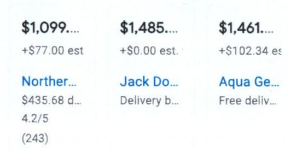 $1,099.... $1,485.... $1,461....
+$77.00 est +$0.00 est. +$102.34 es
Norther... Jack Do... Aqua Ge...
$435.68 d... Delivery b... Free deliv...
4.2/5
(243)